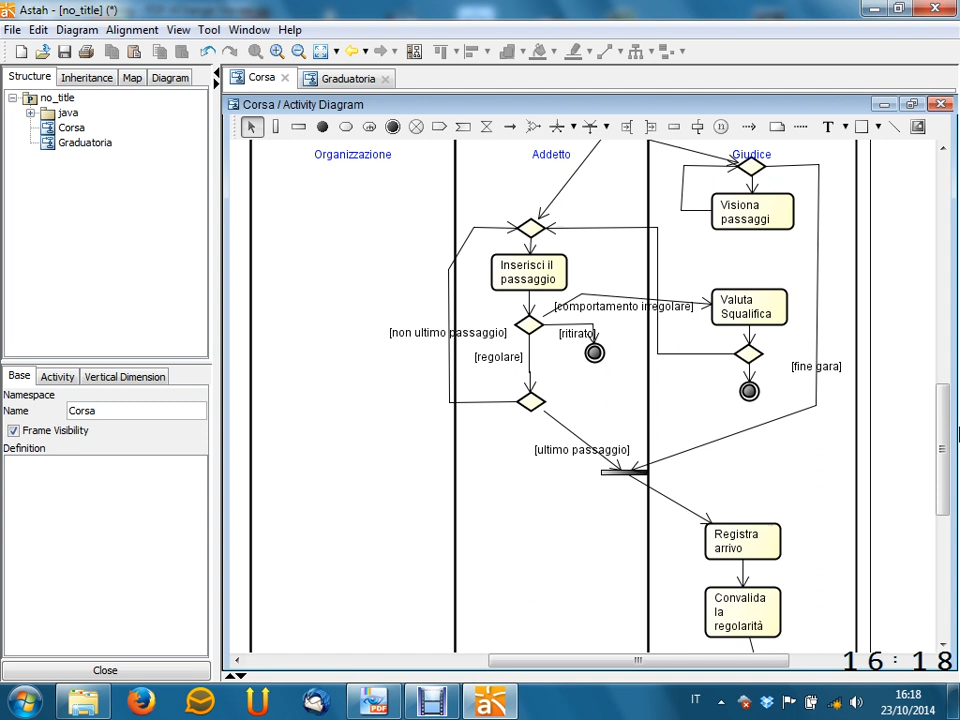 Astah - [no_title] (*)
File Edit Diagram Alignment View Tool Window Help
Structure Inheritance Map Diagram
no_title
java
Corsa
Graduatoria
Base Activity Vertical Dimension
Namespace
Name Corsa
Frame Visibility
Definition
Close
Corsa Graduatoria
Corsa / Activity Diagram
T
Organizzazione Addetto Giudice
Visiona
passaggi
Inserisci il
passaggio
[comportamento irregolare]
Valuta
Squalifica
[non ultimo passaggio]
[ritirato]
[regolare]
[fine gara]
[ultimo passaggio]
Registra
arrivo
Convalida
la
regolarità
16:18
PDF
IT
16:18
23/10/2014